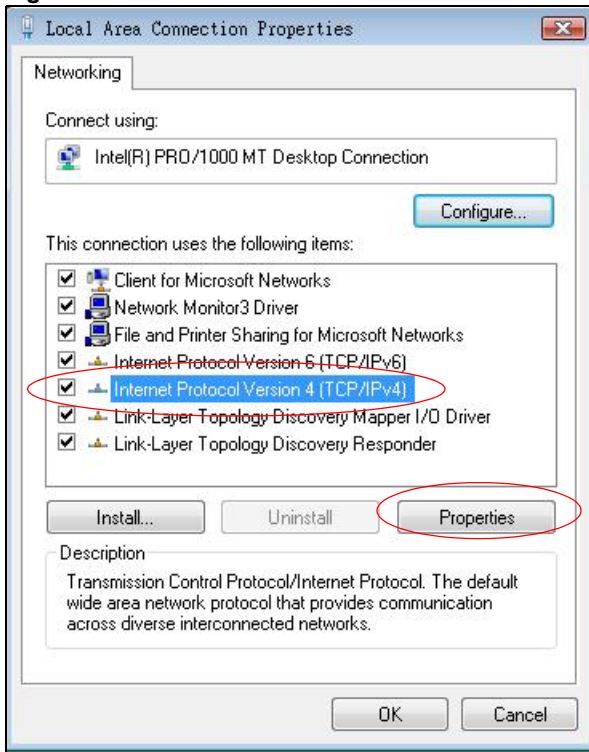 Local Area Connection Properties
Networking
Connect using:
Intel(R) PRO/1000 MT Desktop Connection
Configure...
This connection uses the following items:
Client for Microsoft Networks
Network Monitor3 Driver
File and Printer Sharing for Microsoft Networks
Internet Protocol Version 6 (TCP/IPv6)
Internet Protocol Version 4 (TCP/IPv4)
Link-Layer Topology Discovery Mapper I/O Driver
Link-Layer Topology Discovery Responder
Install...
Uninstall
Properties
Description
Transmission Control Protocol/Internet Protocol. The default
wide area network protocol that provides communication
across diverse interconnected networks.
OK
Cancel